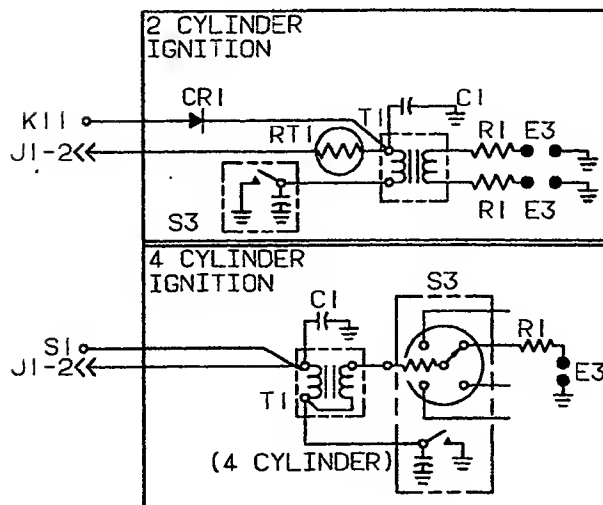 2 CYLINDER
IGNITION
CR1
C1
K11
T1
RT1
R1 E3
J1-2
R1 E3
S3
4 CYLINDER
IGNITION
S3
C1
R1
S1
J1-2
E3
T1
(4 CYLINDER)